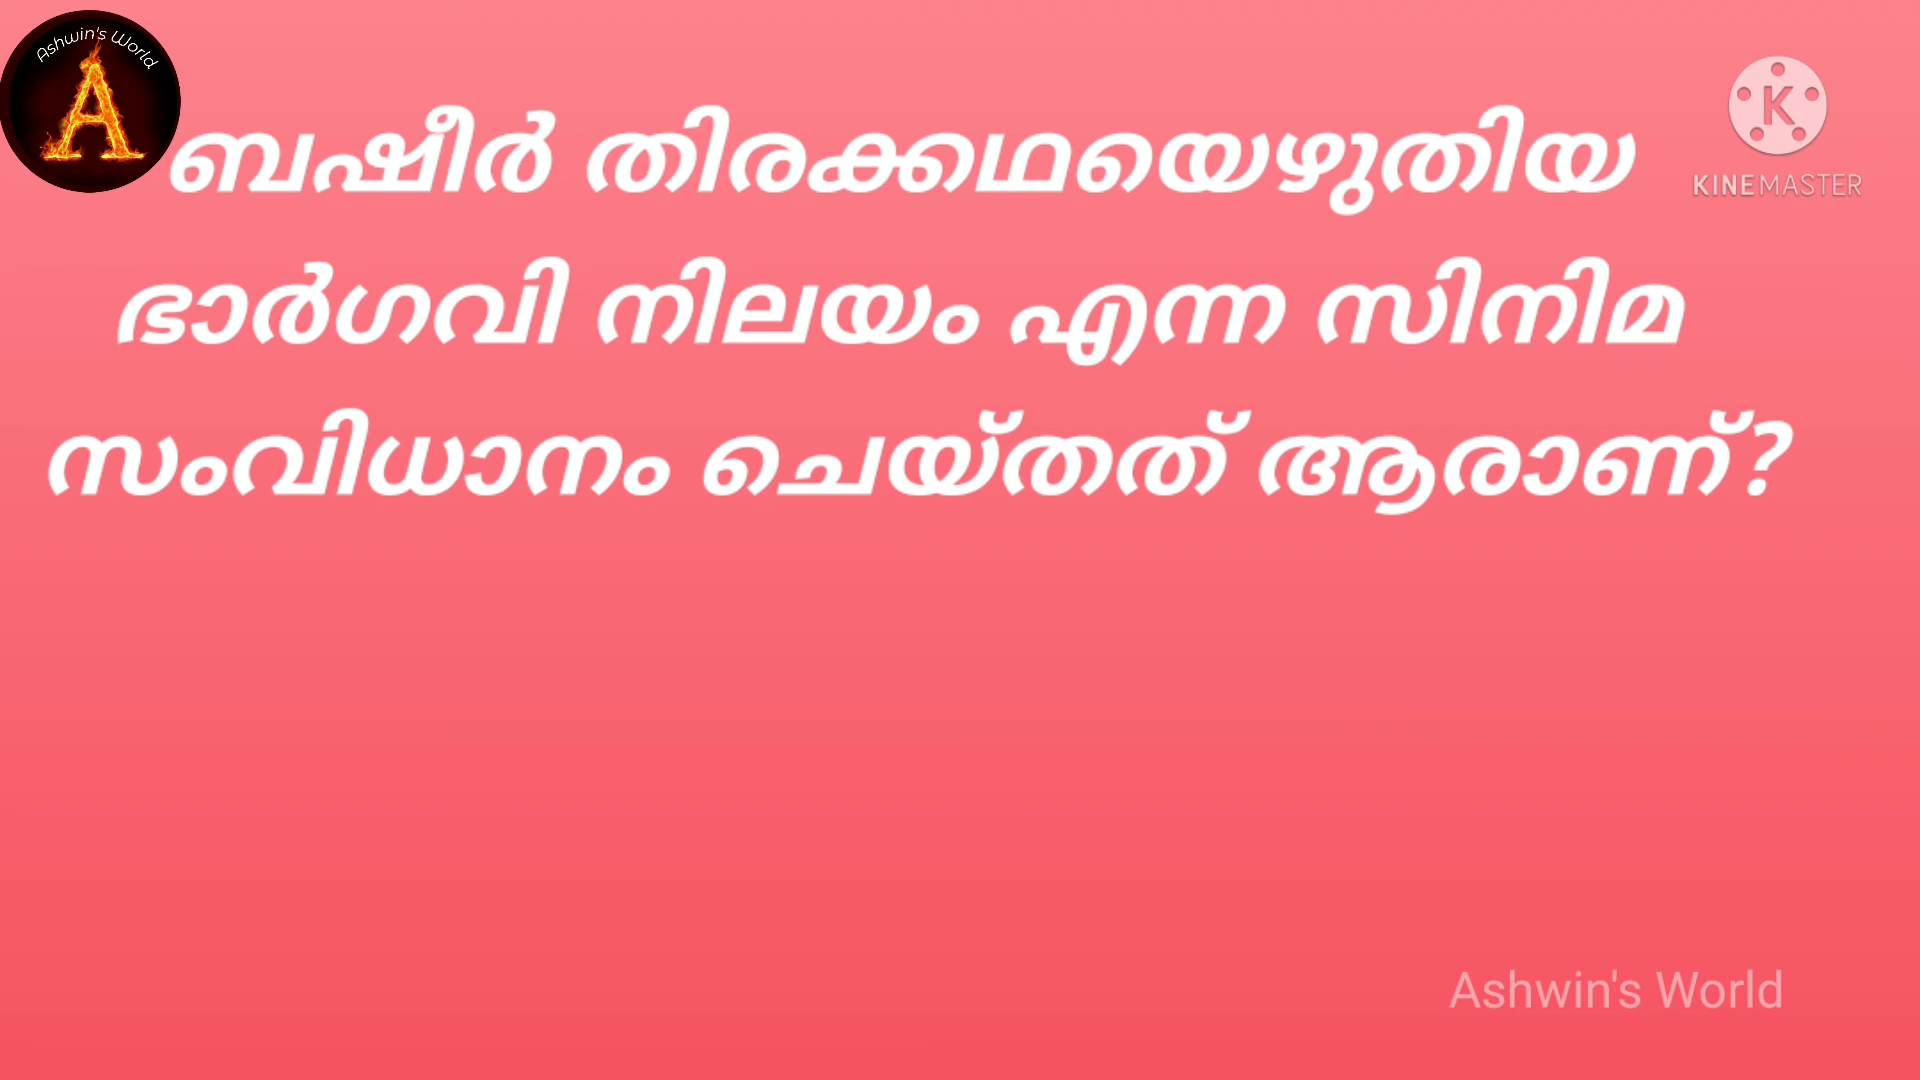 Ashwin's World
A
ബഷീർ തിരക്കഥയെഴുതിയ
K
KINEMASTER
ഭാർഗവി നിലയം എന്ന സിനിമ
സംവിധാനം ചെയ്തത് ആരാണ്?
Ashwin's World